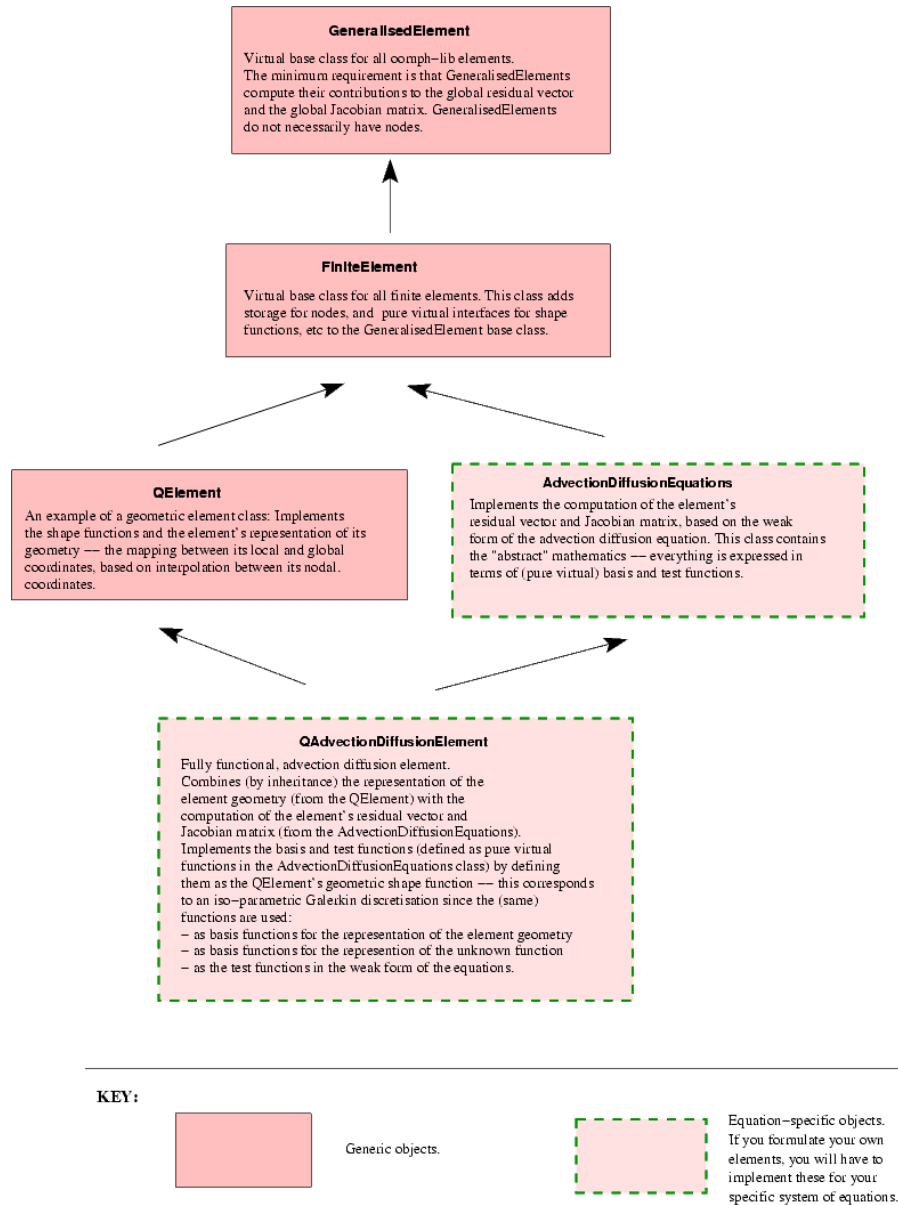 GeneralisedElement
Virtual base class for all oomph−lib elements.
The minimum requirement is that GeneralisedElements
compute their contributions to the global residual vector
and the global Jacobian matrix. GeneralisedElements
do not necessarily have nodes.
FiniteElement
Virtual base class for all finite elements. This class adds
storage for nodes, and pure virtual interfaces for shape
functions, etc to the GeneralisedElement base class.
QElement
An example of a geometric element class: Implements
the shape functions and the element's representation of its
geometry −− the mapping between its local and global
coordinates, based on interpolation between its nodal.
coordinates.
AdvectionDiffusionEquations
Implements the computation of the element's
residual vector and Jacobian matrix, based on the weak
form of the advection diffusion equation. This class contains
the "abstract" mathematics −− everything is expressed in
terms of (pure virtual) basis and test functions.
QAdvectionDiffusionElement
Fully functional, advection diffusion element.
Combines (by inheritance) the representation of the
element geometry (from the QElement) with the
computation of the element's residual vector and
Jacobian matrix (from the AdvectionDiffusionEquations).
Implements the basis and test functions (defined as pure virtual
functions in the AdvectionDiffusionEquations class) by defining
them as the QElement's geometric shape function −− this corresponds
to an iso−parametric Galerkin discretisation since the (same)
functions are used:
− as basis functions for the representation of the element geometry
− as basis functions for the represention of the unknown function
− as the test functions in the weak form of the equations.
KEY:
Generic objects.
Equation−specific objects.
If you formulate your own
elements, you will have to
implement these for your
specific system of equations.